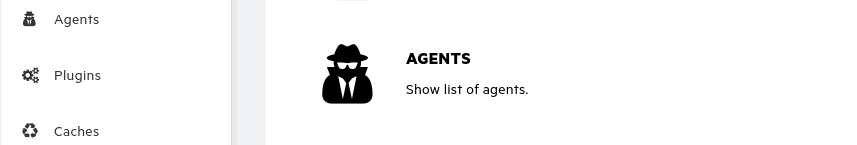 Agents
Plugins
Caches
AGENTS
Show list of agents.